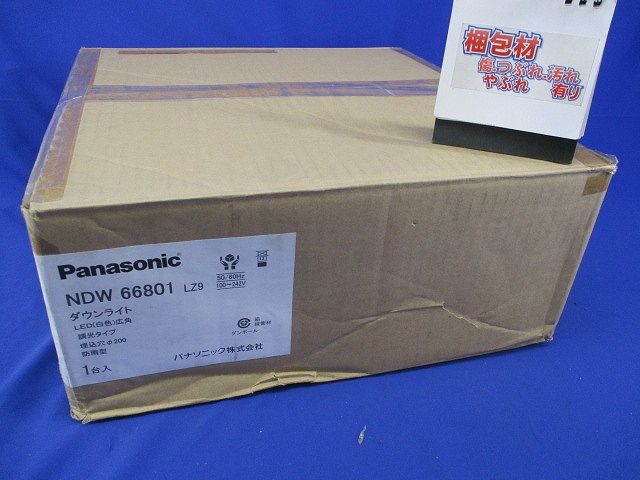 梱包材
傷・つぶれ・汚れ
やぶれ 有り
Panasonic
NDW 66801 LZ9
50/60Hz
100~242V
ダウンライト
LED(白色)広角
調光タイプ
埋込穴φ200
防雨型
1台入
箱
ダンボール
パナソニック株式会社